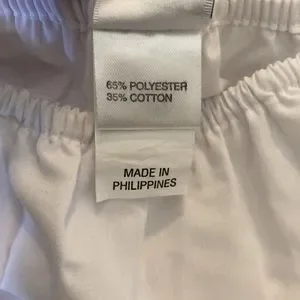 65% POLYESTER
35% COTTON
MADE IN
PHILIPPINES